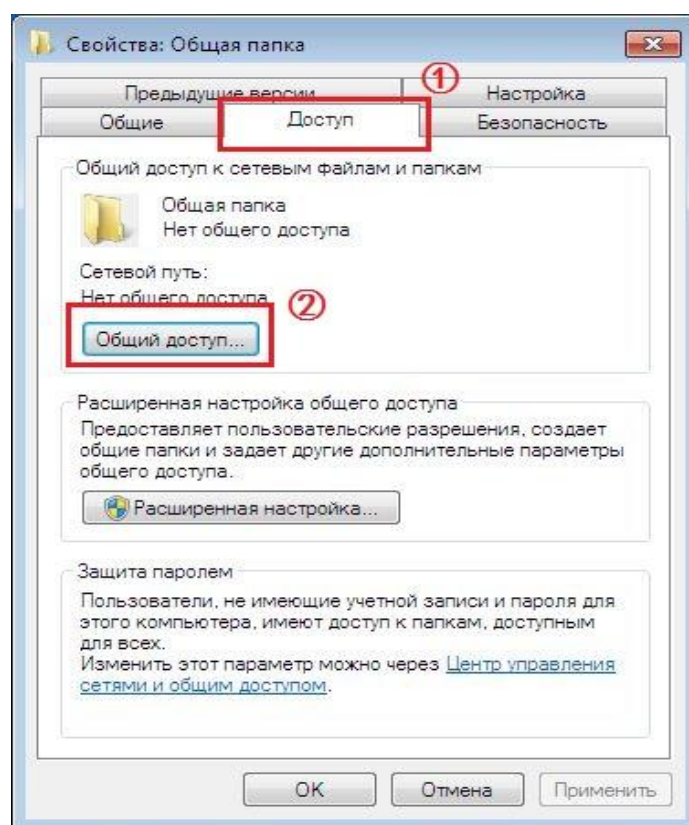 Свойства: Общая папка
Предыдущие версии
①
Настройка
Общие
Доступ
Безопасность
Общий доступ к сетевым файлам и папкам
Общая папка
Нет общего доступа
Сетевой путь:
Нет общего доступа
②
Общий доступ...
Расширенная настройка общего доступа
Предоставляет пользовательские разрешения, создает
общие папки и задает другие дополнительные параметры
общего доступа.
Расширенная настройка...
Защита паролем
Пользователи, не имеющие учетной записи и пароля для
этого компьютера, имеют доступ к папкам, доступным
для всех.
Изменить этот параметр можно через Центр управления
сетями и общим доступом.
OK
Отмена
Применить